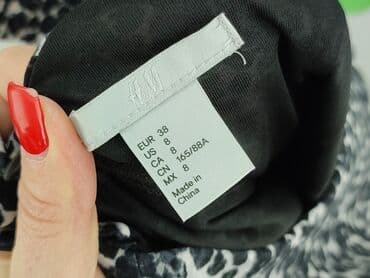 H&M
EUR 38
US 8
CA 8
CN 165/88A
MX 8
Made in
China